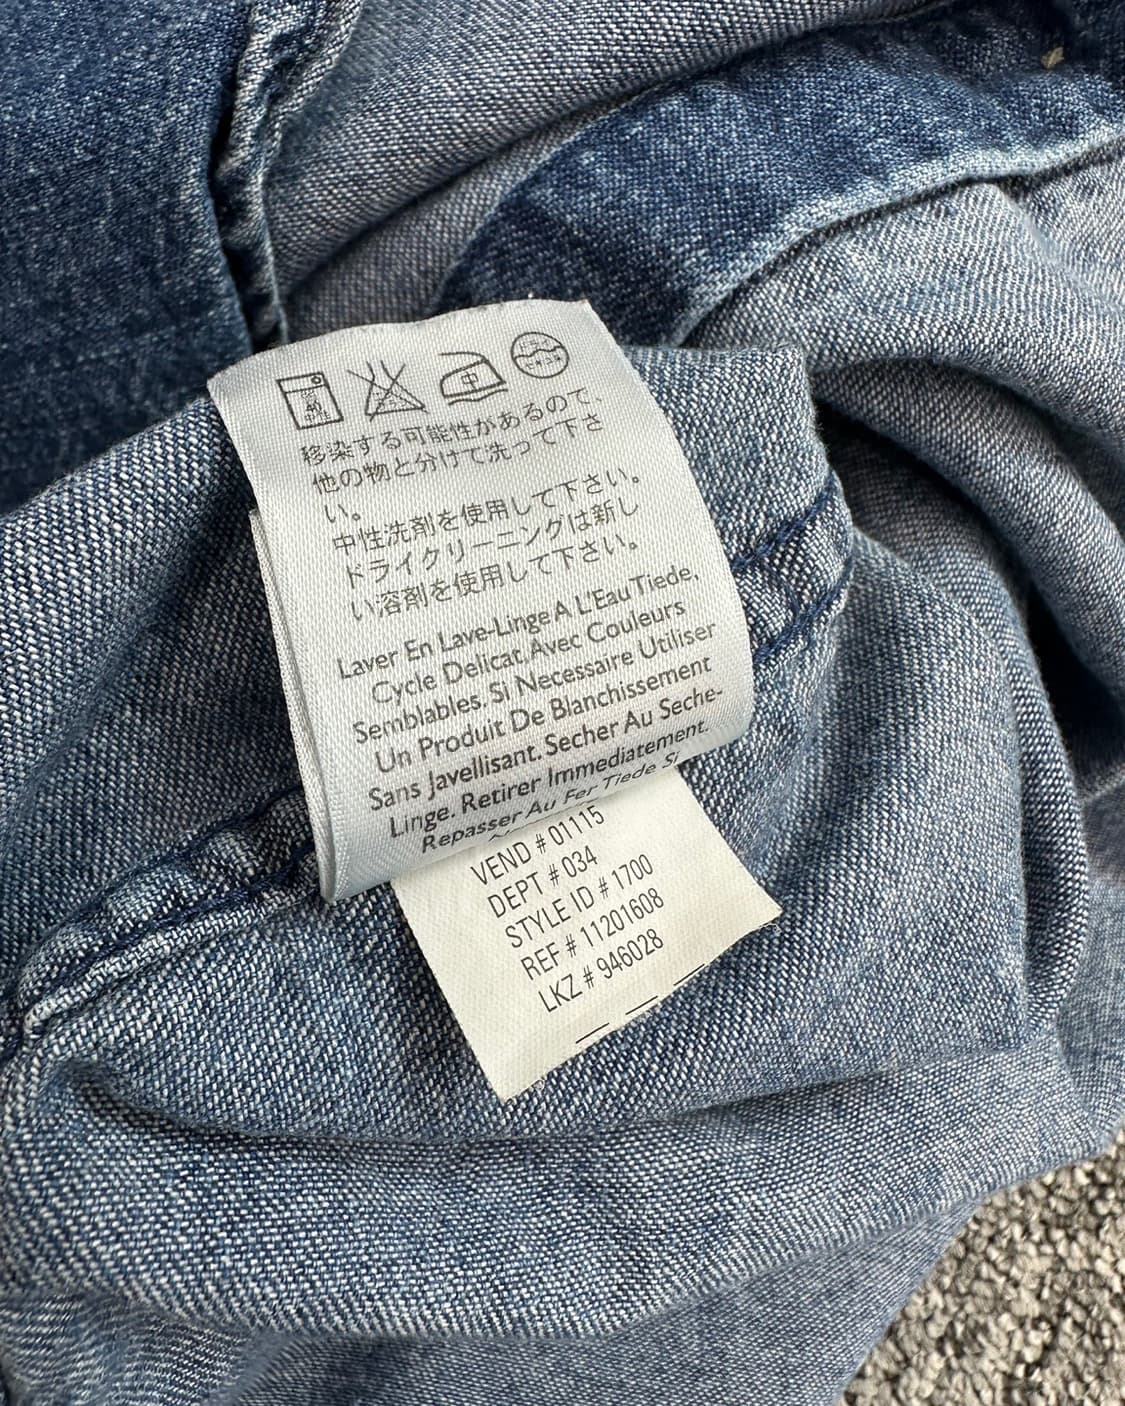 移染する可能性があるので、
他の物と分けて洗って下さ
い。
中性洗剤を使用して下さい。
ドライクリーニングは新し
い溶剤を使用して下さい。
Laver En Lave-Linge A L'Eau Tiede,
Cycle Delicat, Avec Couleurs
Semblables. Si Necessaire Utiliser
Un Produit De Blanchissement
Sans Javellisant. Secher Au Seche-
Linge. Retirer Immediatement.
Repasser Au Fer Tiede Si
VEND # 01115
DEPT # 034
STYLE ID # 1700
REF # 11201608
LKZ # 946028